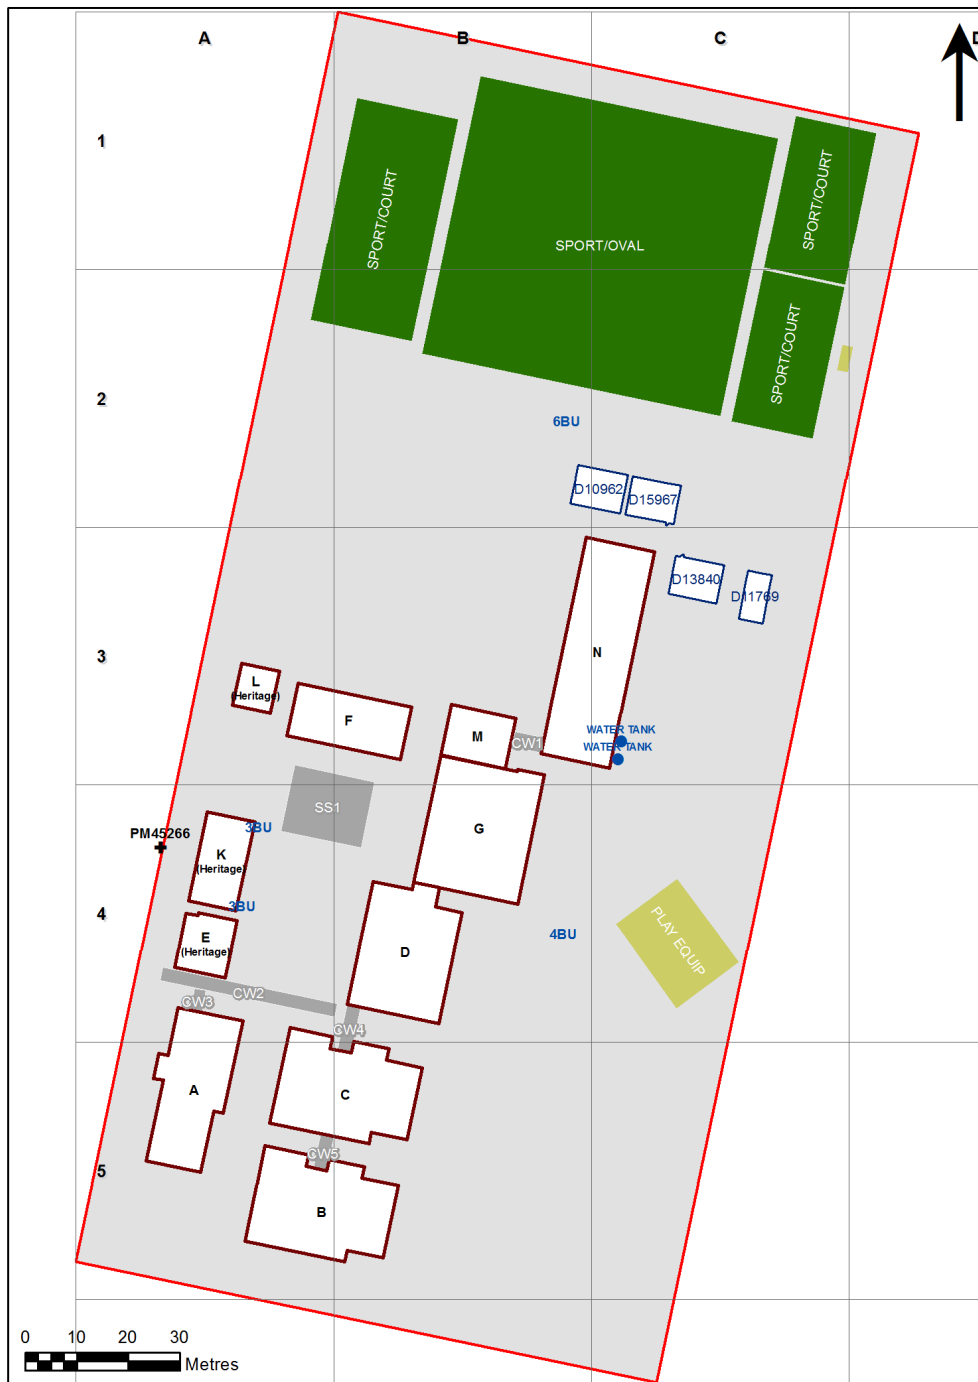 A
B
C
D
1
SPORT/COURT
SPORT/OVAL
SPORT/COURT
SPORT/COURT
2
6BU
D10962
D15967
D13840
D11769
3
N
L
(Heritage)
F
M
CW1
WATER TANK
WATER TANK
SS1
G
PM45266
3BU
K
(Heritage)
3BU
4
E
(Heritage)
D
4BU
PLAY EQUIP
CW2
CW3
CW4
A
C
CW5
5
B
0 10 20 30
Metres